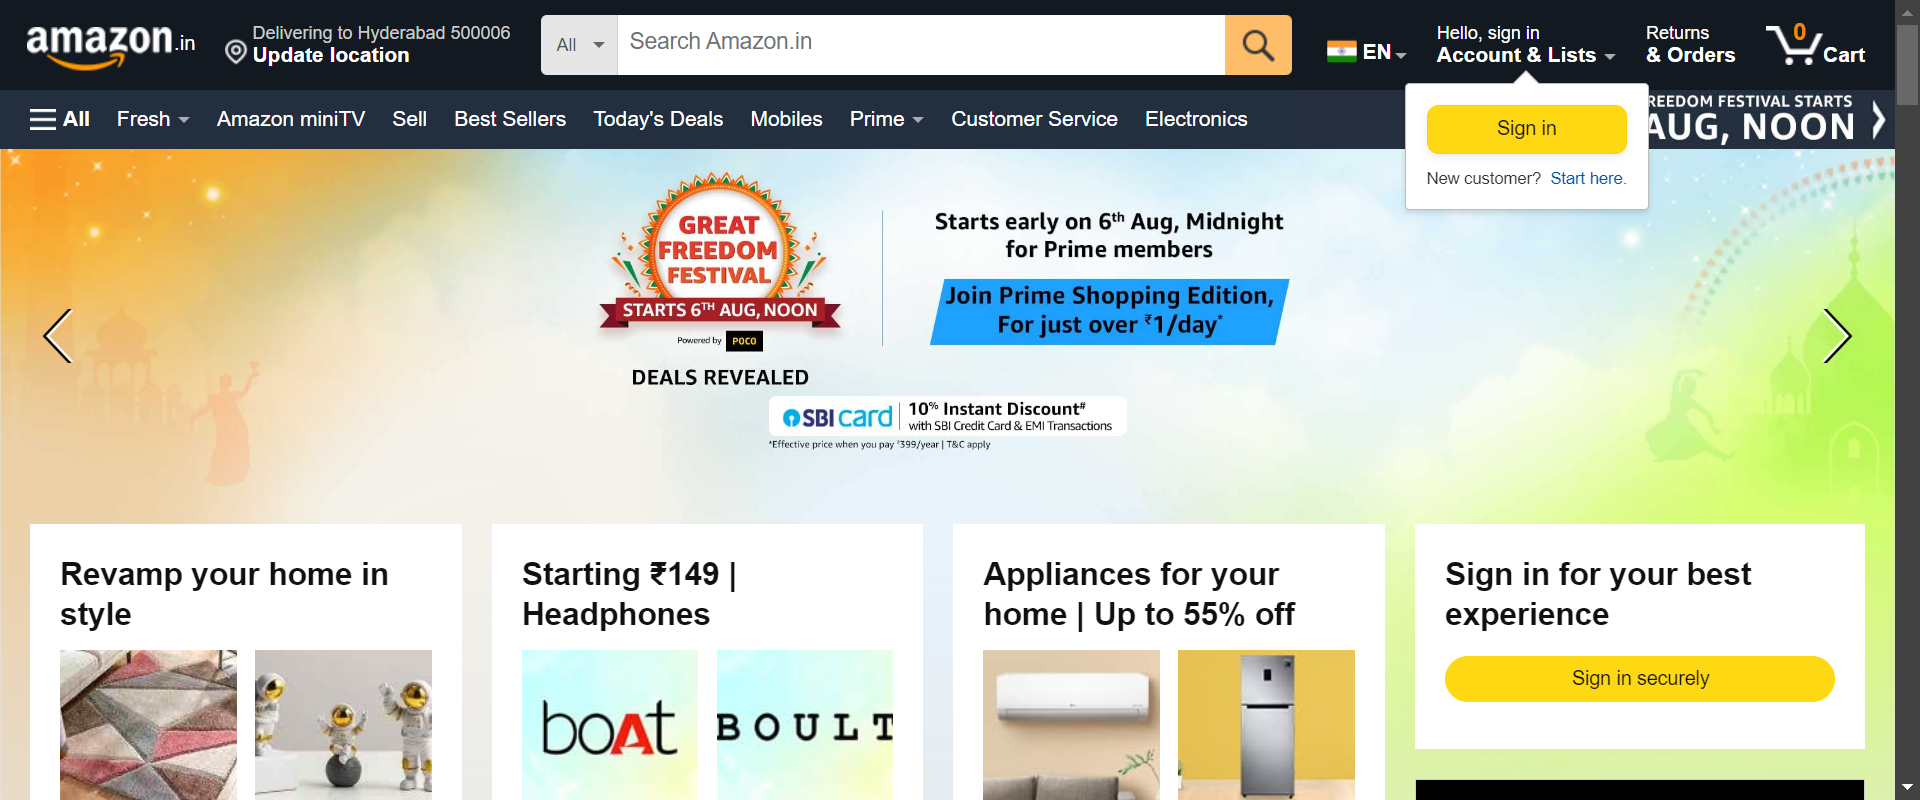 amazon.in
Delivering to Hyderabad 500006
Update location
All
Search Amazon.in
EN
Hello, sign in
Account & Lists
Returns
& Orders
0
Cart
All
Fresh
Amazon miniTV
Sell
Best Sellers
Today's Deals
Mobiles
Prime
Customer Service
Electronics
REEDOM FESTIVAL STARTS
AUG, NOON
Sign in
New customer? Start here.
GREAT
FREEDOM
FESTIVAL
STARTS 6TH AUG, NOON
Powered by POCO
DEALS REVEALED
Starts early on 6th Aug, Midnight
for Prime members
Join Prime Shopping Edition,
For just over ₹1/day*
SBI card
10% Instant Discount#
with SBI Credit Card & EMI Transactions
*Effective price when you pay ₹399/year | T&C apply
Revamp your home in
style
Starting ₹149 |
Headphones
boAt
BOULT
Appliances for your
home | Up to 55% off
Sign in for your best
experience
Sign in securely